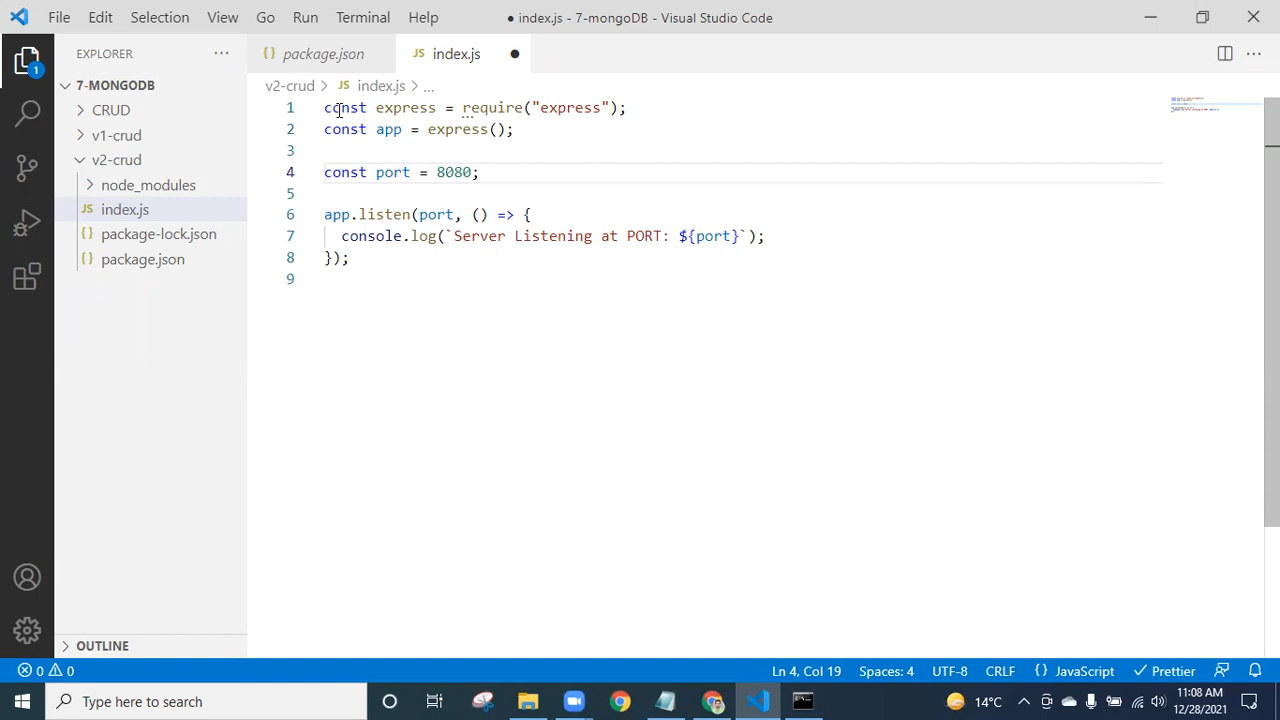 File Edit Selection View Go Run Terminal Help
● index.js - 7-mongoDB - Visual Studio Code
EXPLORER
{} package.json
JS index.js
1
7-MONGODB
CRUD
v1-crud
v2-crud
node_modules
JS index.js
{} package-lock.json
{} package.json
OUTLINE
v2-crud > JS index.js > ...
1 const express = require("express");
2 const app = express();
3
4 const port = 8080;
5
6 app.listen(port, () => {
7 console.log(`Server Listening at PORT: ${port}`);
8 });
9
0 0
Ln 4, Col 19 Spaces: 4 UTF-8 CRLF {} JavaScript Prettier
Type here to search
14°C
11:08 AM
12/28/2021